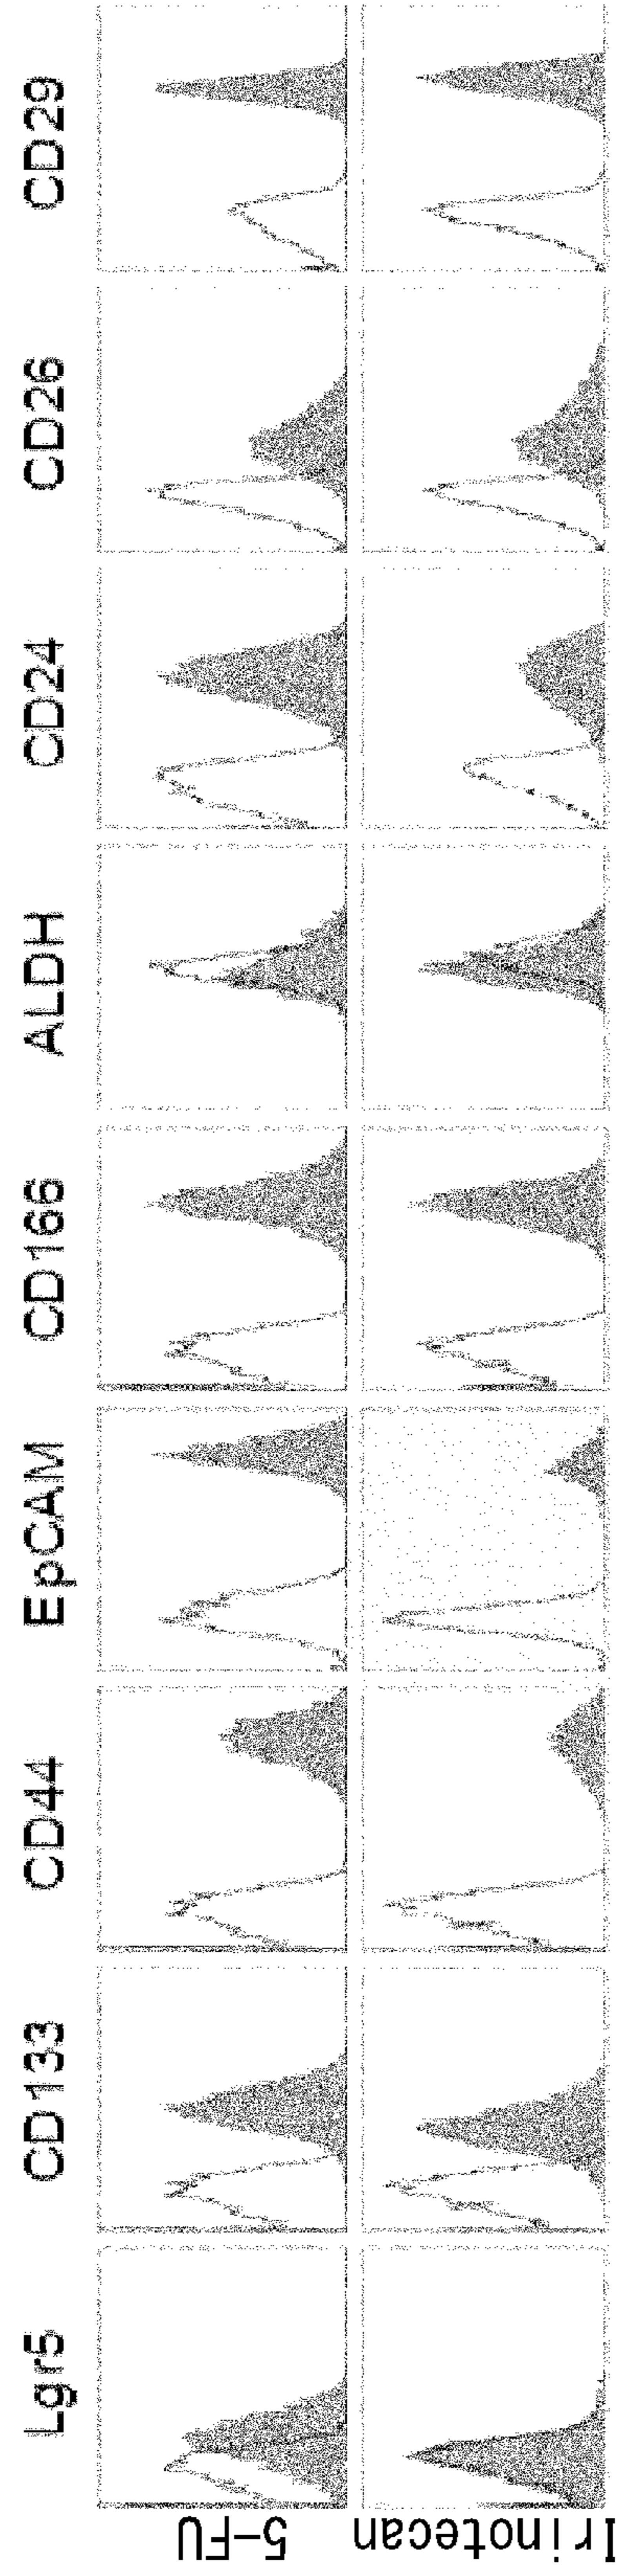 Lgr5
CD133
CD44
EpCAM
CD166
ALDH
CD24
CD26
CD29
5-FU
Irinotecan